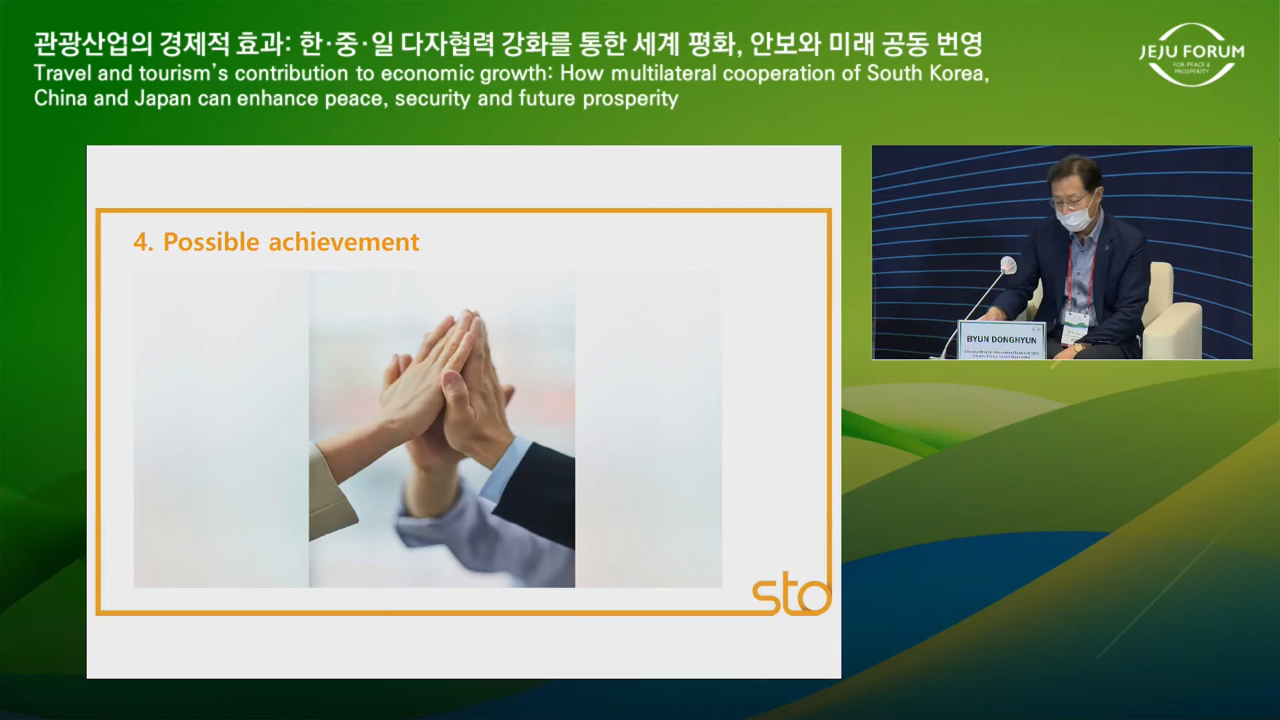 관광산업의 경제적 효과: 한·중·일 다자협력 강화를 통한 세계 평화, 안보와 미래 공동 번영
Travel and tourism's contribution to economic growth: How multilateral cooperation of South Korea,
China and Japan can enhance peace, security and future prosperity
JEJU FORUM
FOR PEACE &
PROSPERITY
4. Possible achievement
sto
BYUN DONGHYUN